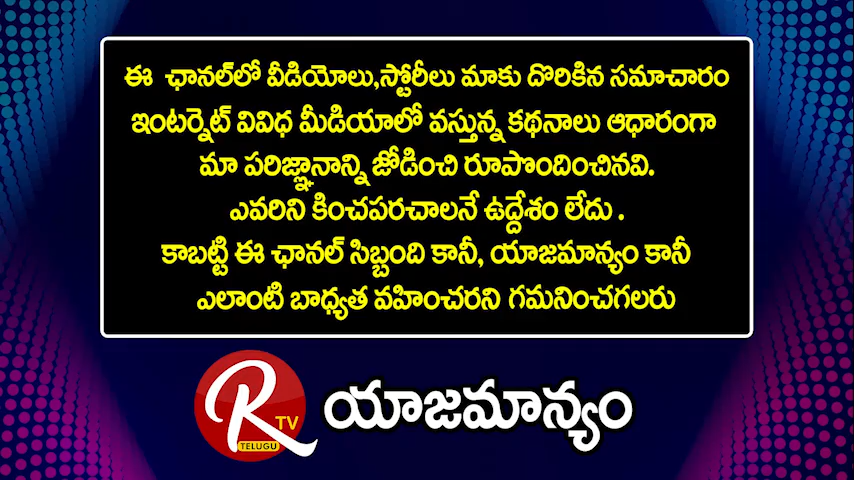 ఈ ఛానల్‌లో వీడియోలు,స్టోరీలు మాకు దొరికిన సమాచారం
ఇంటర్నెట్ వివిధ మీడియాలో వస్తున్న కథనాలు ఆధారంగా
మా పరిజ్ఞానాన్ని జోడించి రూపొందించినవి.
ఎవరిని కించపరచాలనే ఉద్దేశం లేదు .
కాబట్టి ఈ ఛానల్ సిబ్బంది కానీ, యాజమాన్యం కానీ
ఎలాంటి బాధ్యత వహించరని గమనించగలరు
R TV
TELUGU
యాజమాన్యం